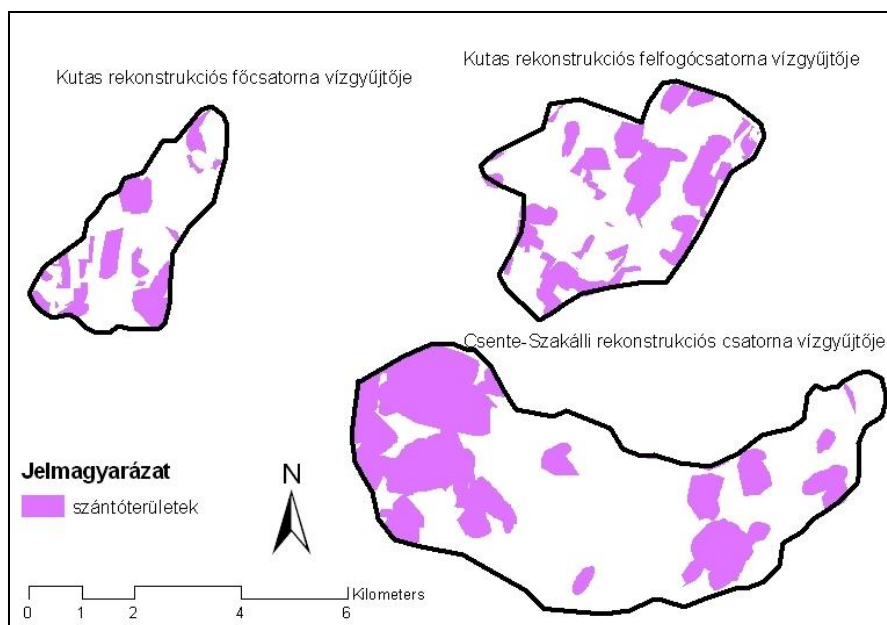 Kutas rekonstrukciós főcsatorna vízgyűjtője
Kutas rekonstrukciós felfogócsatorna vízgyűjtője
Csente-Szakálli rekonstrukciós csatorna vízgyűjtője
Jelmagyarázat
szántóterületek
N
Kilometers
0 1 2 4 6